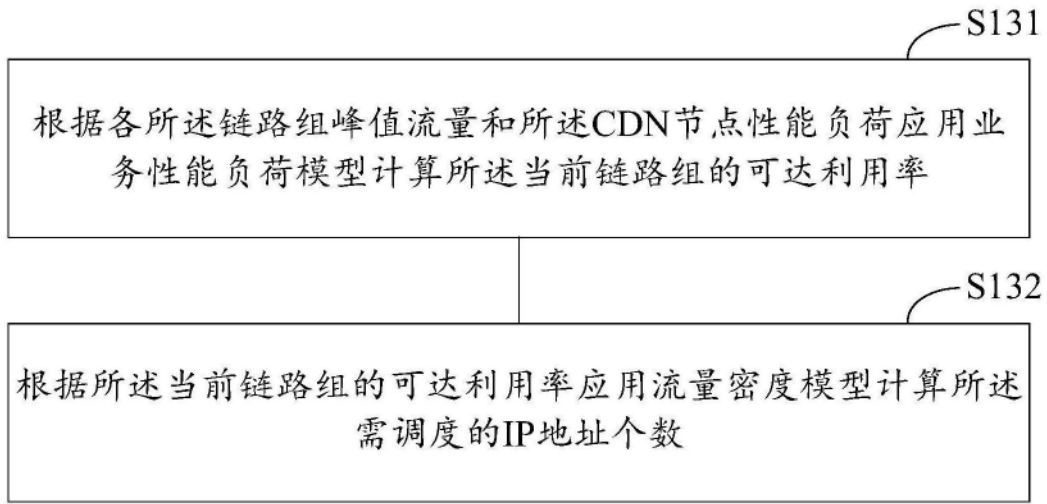 S131
根据各所述链路组峰值流量和所述CDN节点性能负荷应用业
务性能负荷模型计算所述当前链路组的可达利用率
S132
根据所述当前链路组的可达利用率应用流量密度模型计算所述
需调度的IP地址个数